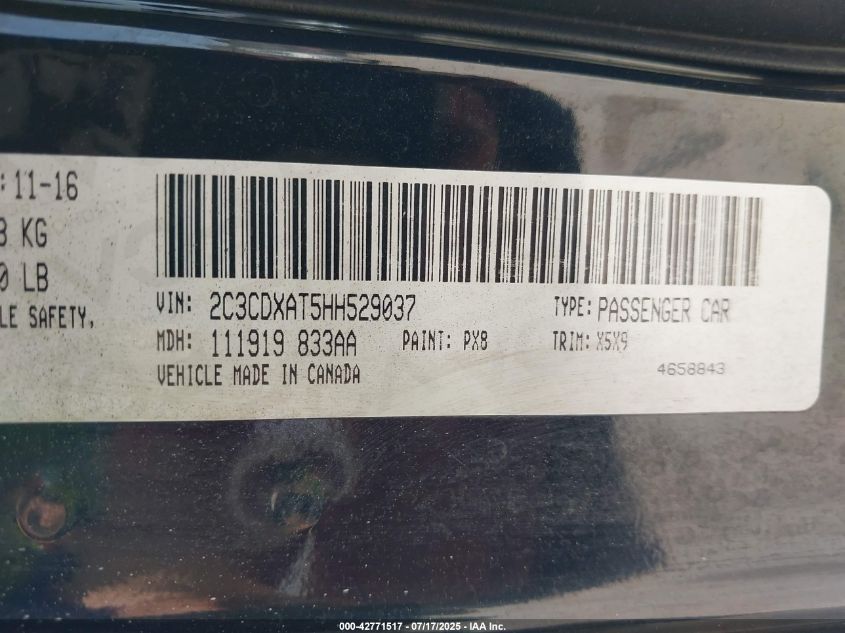 :11-16
3 KG
0 LB
LE SAFETY,
VIN: 2C3CDXAT5HH529037 TYPE: PASSENGER CAR
MDH: 111919 833AA PAINT: PX8 TRIM: X5X9
VEHICLE MADE IN CANADA 4658843
000-42771517 | 07/17/2025 - IAA Inc.